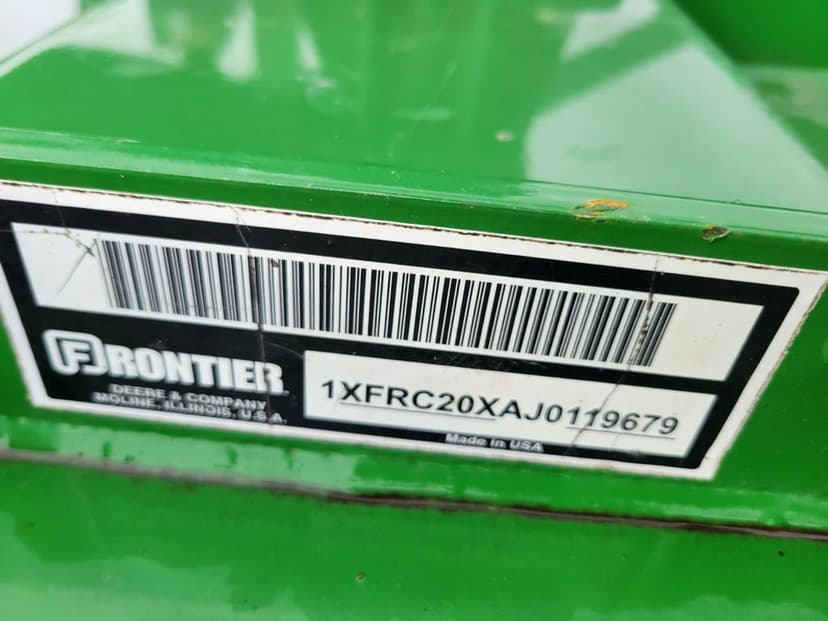 FRONTIER
DEERE & COMPANY
MOLINE, ILLINOIS, U.S.A.
1XFRC20XAJ0119679
Made in USA